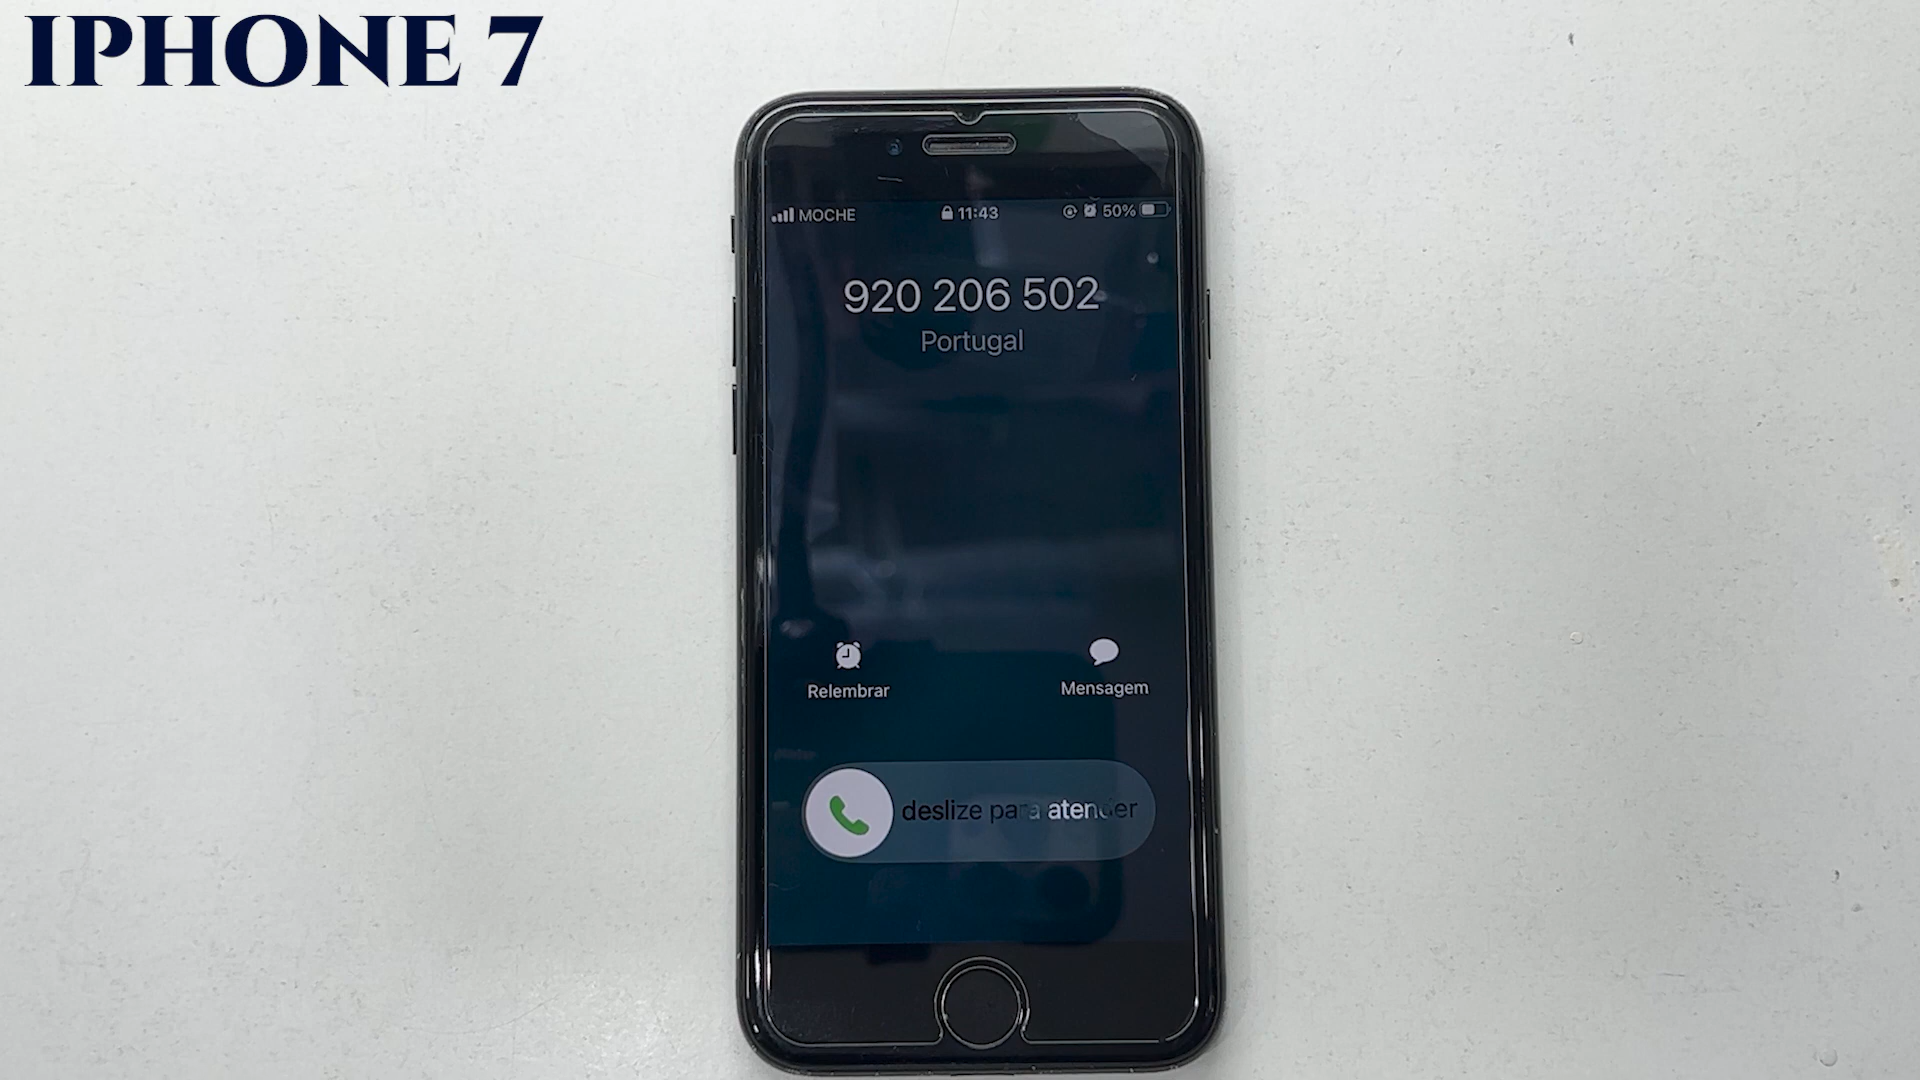 IPHONE 7
MOCHE 11:43 50%
920 206 502
Portugal
Relembrar Mensagem
deslize para atender